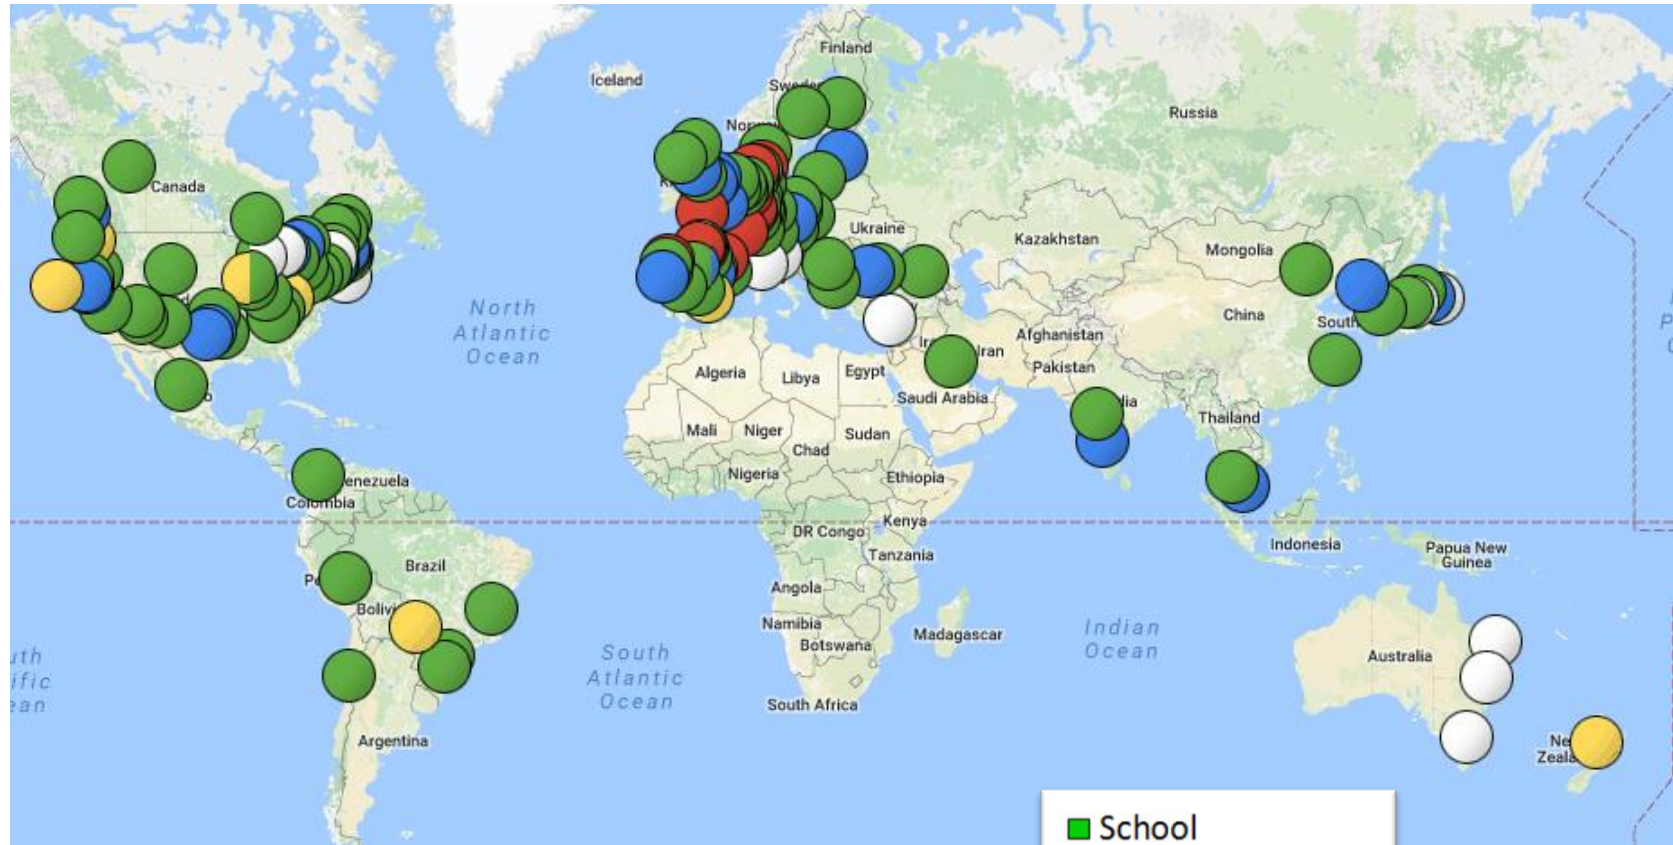 Finland
Iceland
Russia
Canada
Ukraine
Kazakhstan
Mongolia
North
Atlantic
Ocean
China
South
Afghanistan
Iran
Pakistan
Algeria
Libya
Egypt
Saudi Arabia
Thailand
Mali
Niger
Sudan
Chad
Nigeria
Ethiopia
enezuela
Colombia
DR Congo
Kenya
Tanzania
Indonesia
Papua New
Guinea
Brazil
Angola
Namibia
Botswana
Madagascar
Indian
Ocean
South
Atlantic
Ocean
Australia
South Africa
Argentina
School